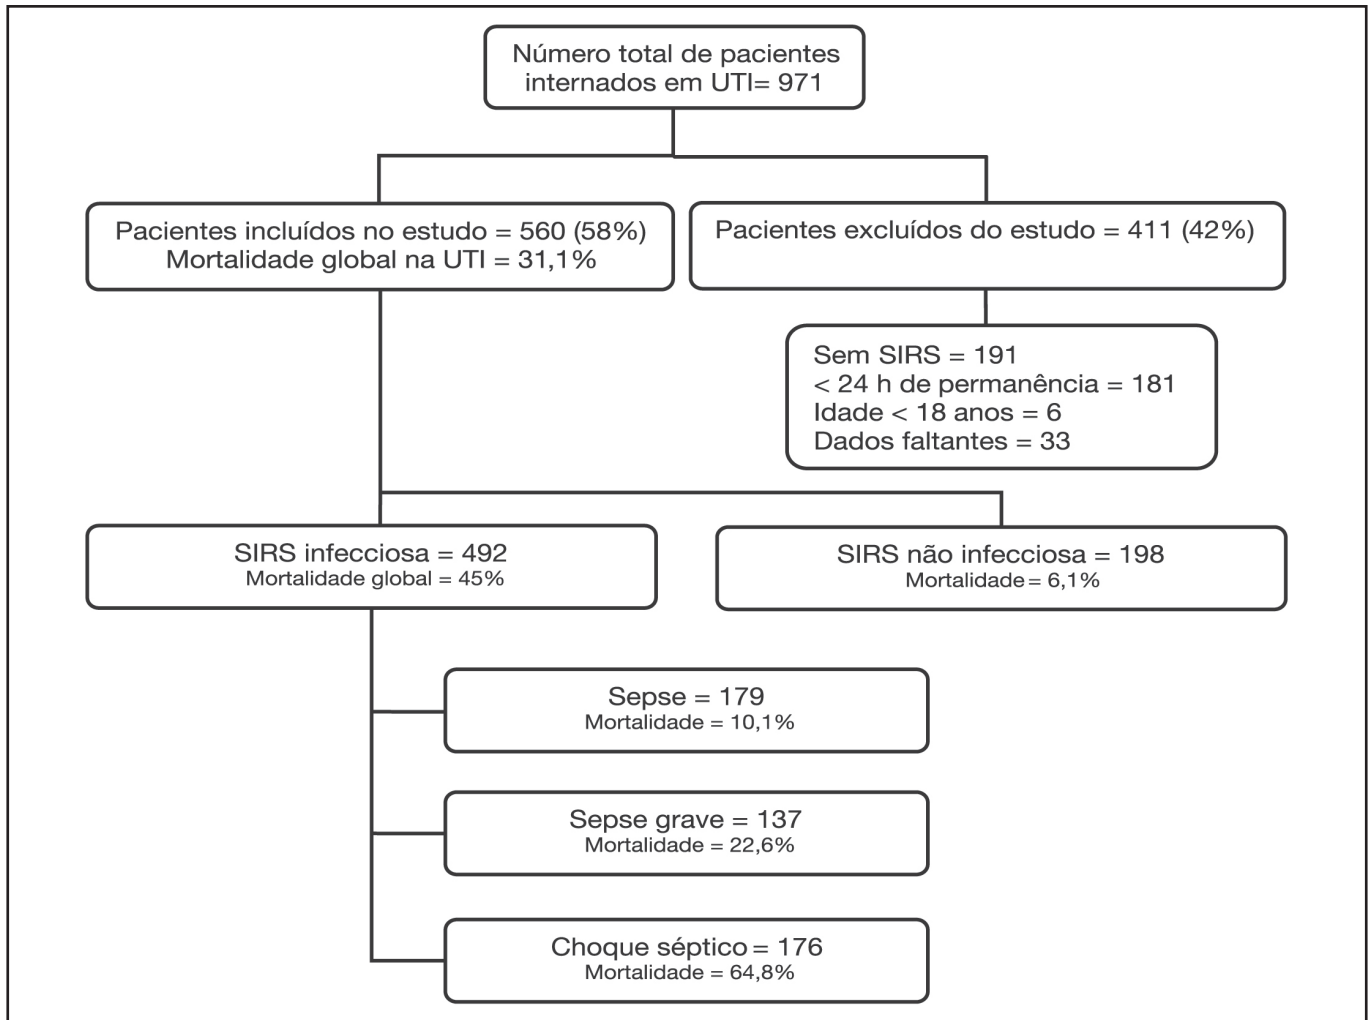 Número total de pacientes
internados em UTI= 971
Pacientes incluídos no estudo = 560 (58%)
Mortalidade global na UTI = 31,1%
Pacientes excluídos do estudo = 411 (42%)
Sem SIRS = 191
< 24 h de permanência = 181
Idade < 18 anos = 6
Dados faltantes = 33
SIRS infecciosa = 492
Mortalidade global = 45%
SIRS não infecciosa = 198
Mortalidade = 6,1%
Sepse = 179
Mortalidade = 10,1%
Sepse grave = 137
Mortalidade = 22,6%
Choque séptico = 176
Mortalidade = 64,8%